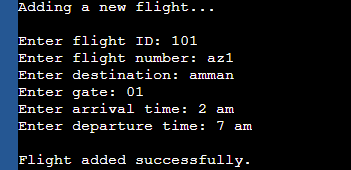 Adding a new flight...
Enter flight ID: 101
Enter flight number: az1
Enter destination: amman
Enter gate: 01
Enter arrival time: 2 am
Enter departure time: 7 am
Flight added successfully.